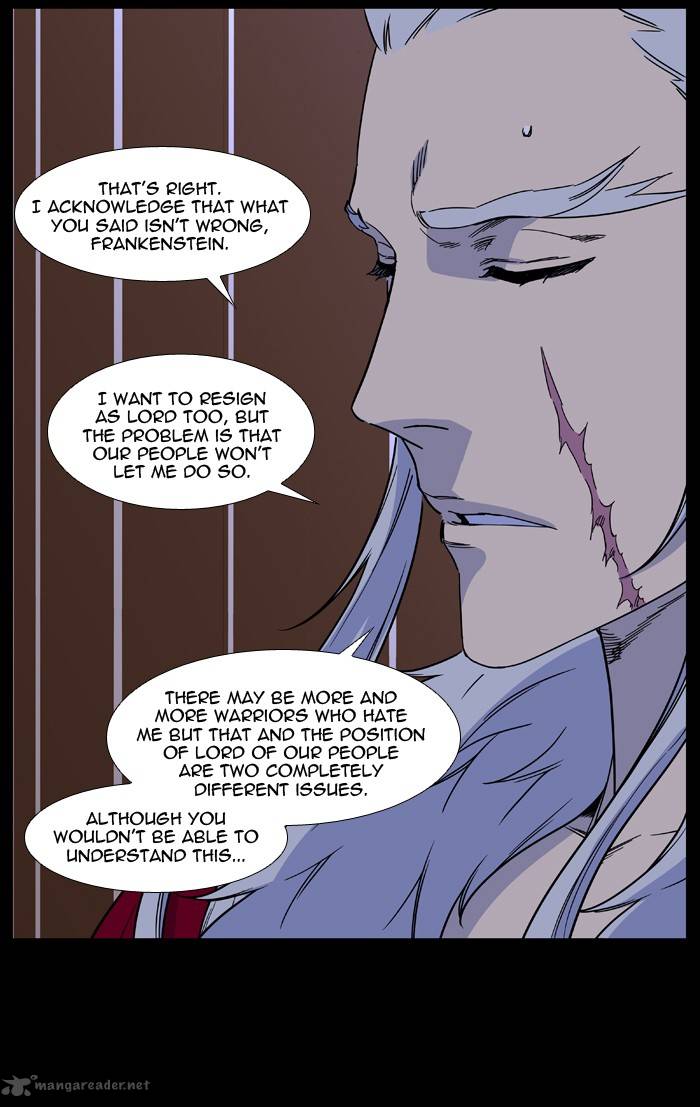 THAT'S RIGHT.
I ACKNOWLEDGE THAT WHAT
YOU SAID ISN'T WRONG,
FRANKENSTEIN.
I WANT TO RESIGN
AS LORD TOO, BUT
THE PROBLEM IS THAT
OUR PEOPLE WON'T
LET ME DO SO.
THERE MAY BE MORE AND
MORE WARRIORS WHO HATE
ME BUT THAT AND THE POSITION
OF LORD OF OUR PEOPLE
ARE TWO COMPLETELY
DIFFERENT ISSUES.
ALTHOUGH YOU
WOULDN'T BE ABLE TO
UNDERSTAND THIS...
mangareader.net